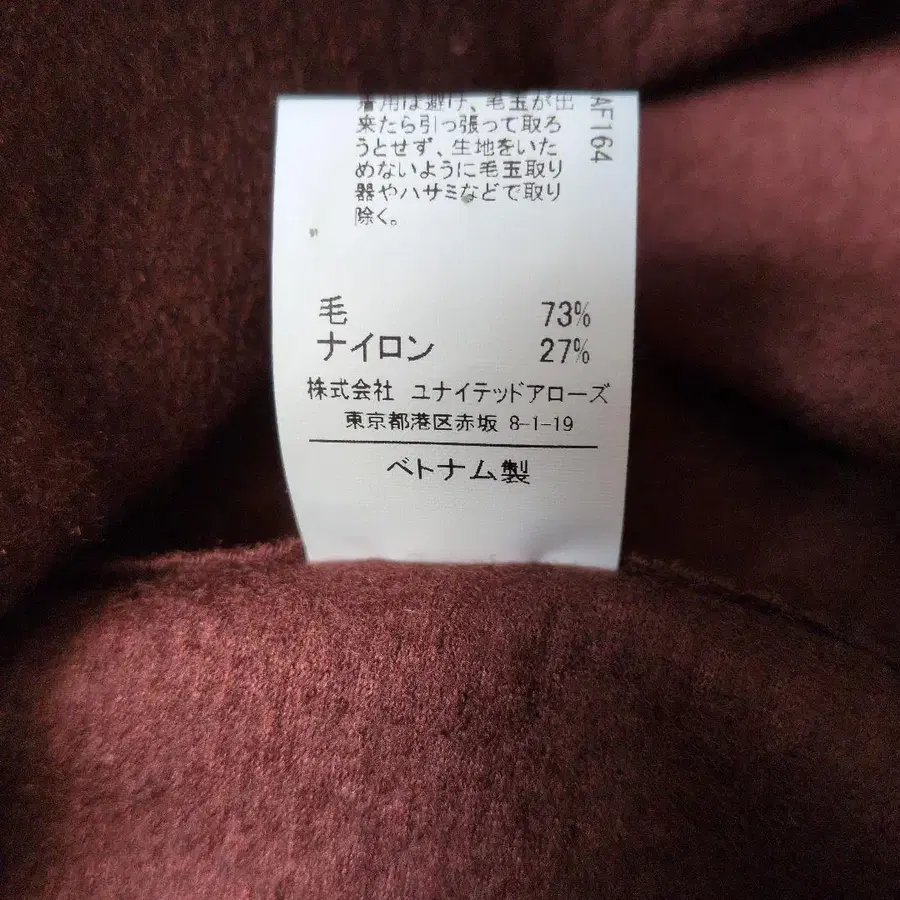 着用は避け、毛玉が出
来たら引っ張って取ろ
うとせず、生地をいた
めないように毛玉取り
器やハサミなどで取り
除く。
AF164
毛 73%
ナイロン 27%
株式会社 ユナイテッドアローズ
東京都港区赤坂 8-1-19
ベトナム製